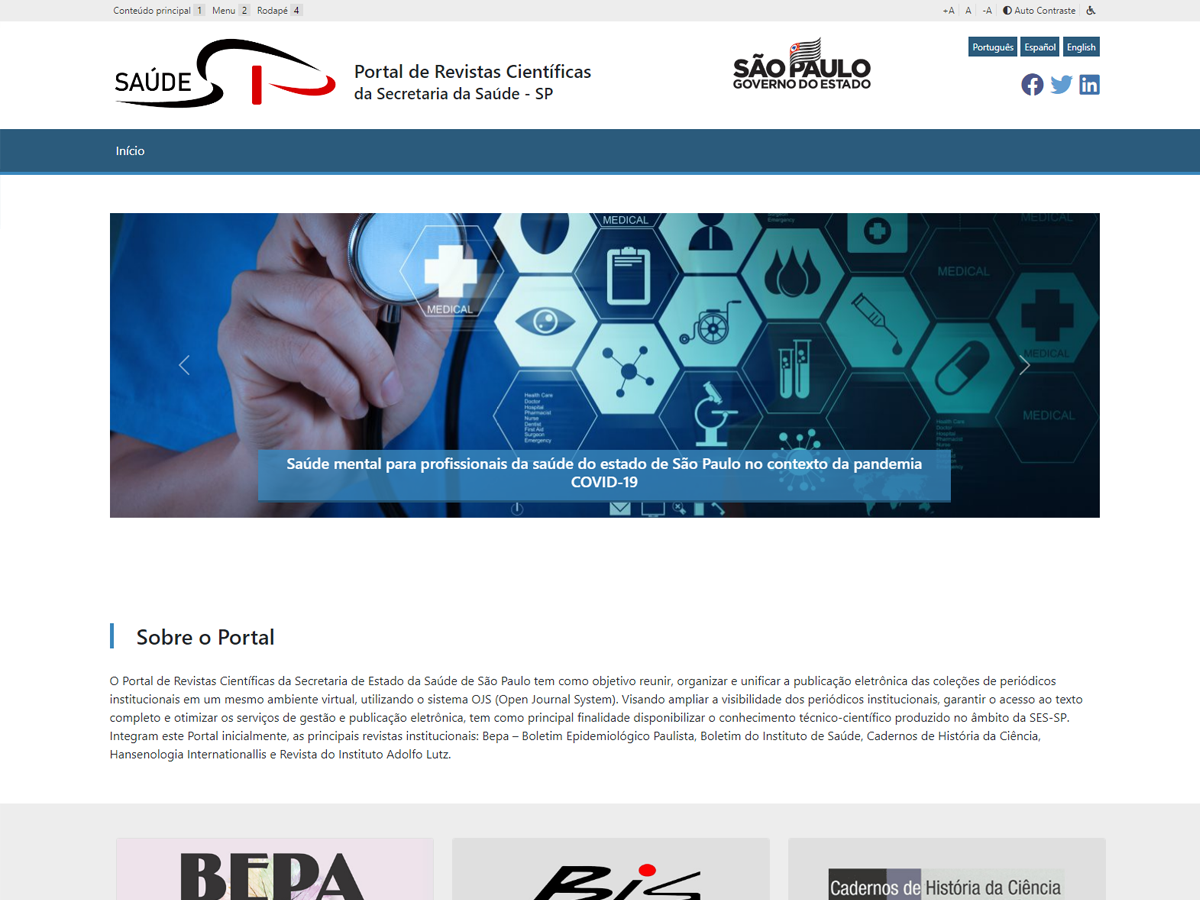 Conteúdo principal 1 Menu 2 Rodapé 4
+A A -A Auto Contraste
SAÚDE
Portal de Revistas Científicas
da Secretaria da Saúde - SP
SÃO PAULO
GOVERNO DO ESTADO
Português Español English
Início
MEDICAL
MEDICAL
MEDICAL
MEDICAL
MEDICAL
MEDICAL
Health Care
Doctor
Hospital
Pharmacist
Nurse
Dentist
First Aid
Surgeon
Emergency
Saúde mental para profissionais da saúde do estado de São Paulo no contexto da pandemia
COVID-19
Sobre o Portal
O Portal de Revistas Científicas da Secretaria de Estado da Saúde de São Paulo tem como objetivo reunir, organizar e unificar a publicação eletrônica das coleções de periódicos
institucionais em um mesmo ambiente virtual, utilizando o sistema OJS (Open Journal System). Visando ampliar a visibilidade dos periódicos institucionais, garantir o acesso ao texto
completo e otimizar os serviços de gestão e publicação eletrônica, tem como principal finalidade disponibilizar o conhecimento técnico-científico produzido no âmbito da SES-SP.
Integram este Portal inicialmente, as principais revistas institucionais: Bepa – Boletim Epidemiológico Paulista, Boletim do Instituto de Saúde, Cadernos de História da Ciência,
Hansenologia Internationallis e Revista do Instituto Adolfo Lutz.
BEPA
BiS
Cadernos de História da Ciência